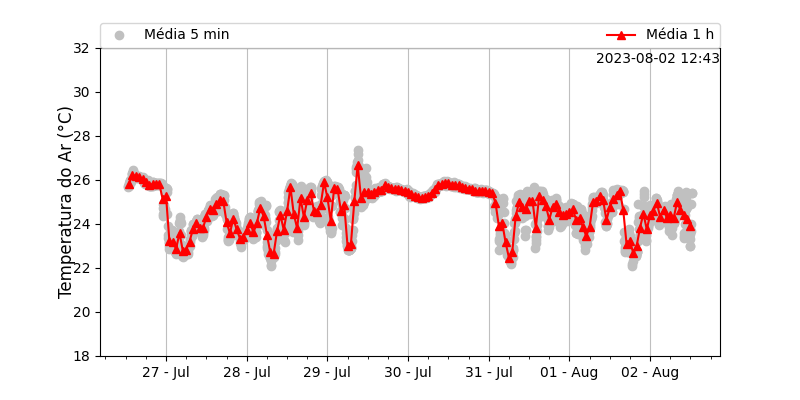 Média 5 min
Média 1 h
2023-08-02 12:43
Temperatura do Ar (°C)
32
30
28
26
24
22
20
18
27 - Jul
28 - Jul
29 - Jul
30 - Jul
31 - Jul
01 - Aug
02 - Aug